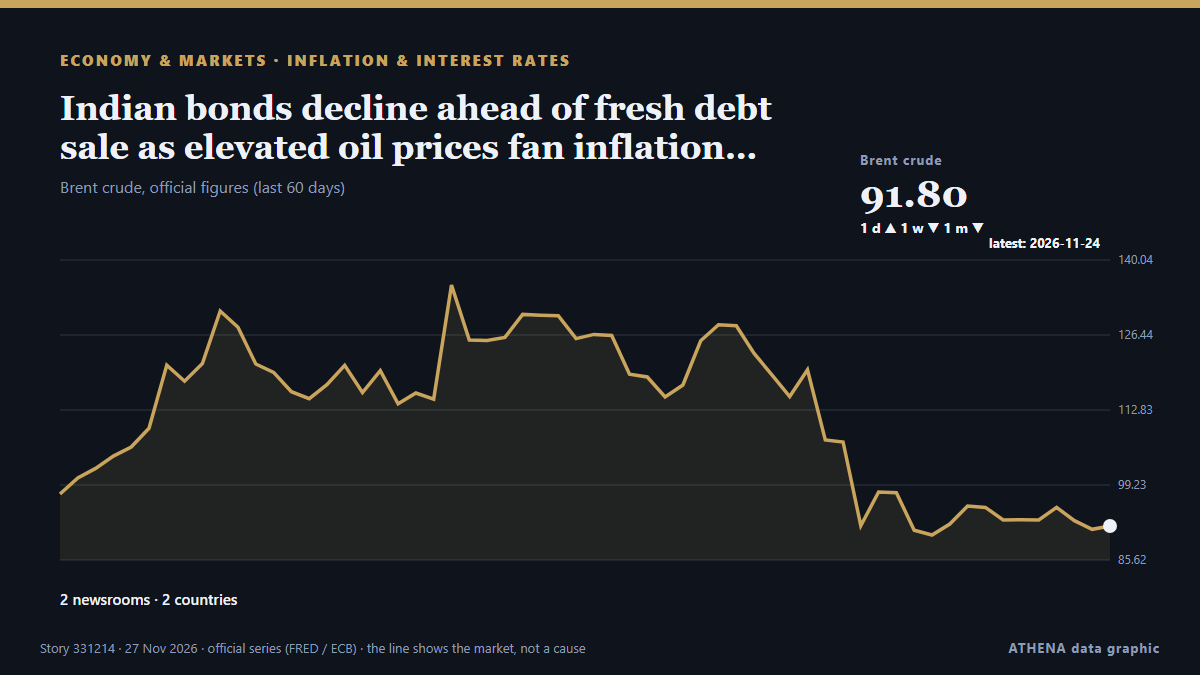 ECONOMY & MARKETS · INFLATION & INTEREST RATES
Indian bonds decline ahead of fresh debt
sale as elevated oil prices fan inflation...
Brent crude, official figures (last 60 days)
Brent crude
91.80
1 d ▲ 1 w ▼ 1 m ▼
latest: 2026-11-24
140.04
126.44
112.83
99.23
85.62
2 newsrooms · 2 countries
Story 331214 · 27 Nov 2026 · official series (FRED / ECB) · the line shows the market, not a cause
ATHENA data graphic